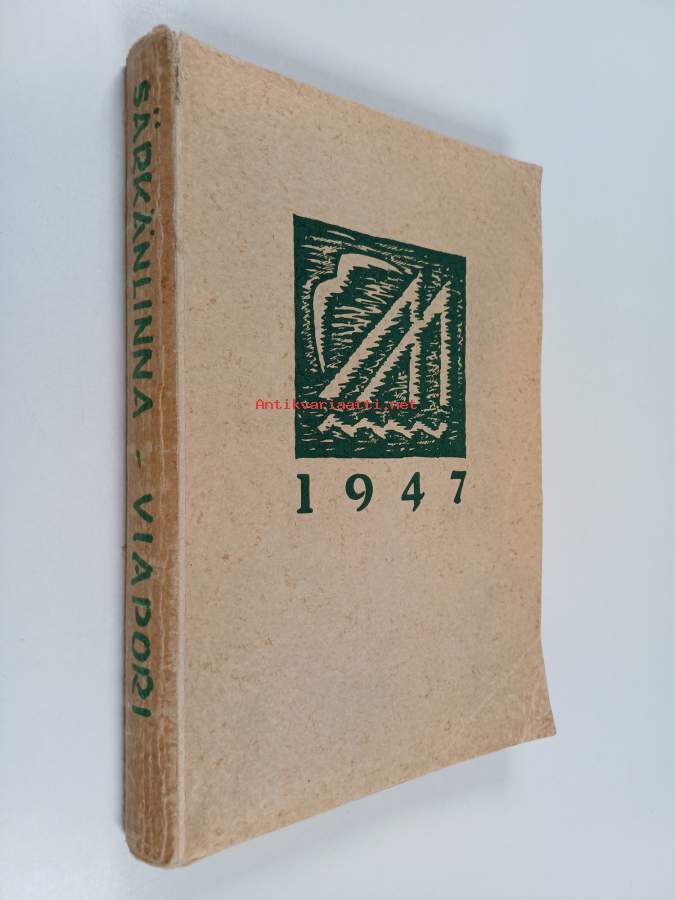 SÄRKÄNLINNA - VIAPORI
Antikvariaatti.net
1947